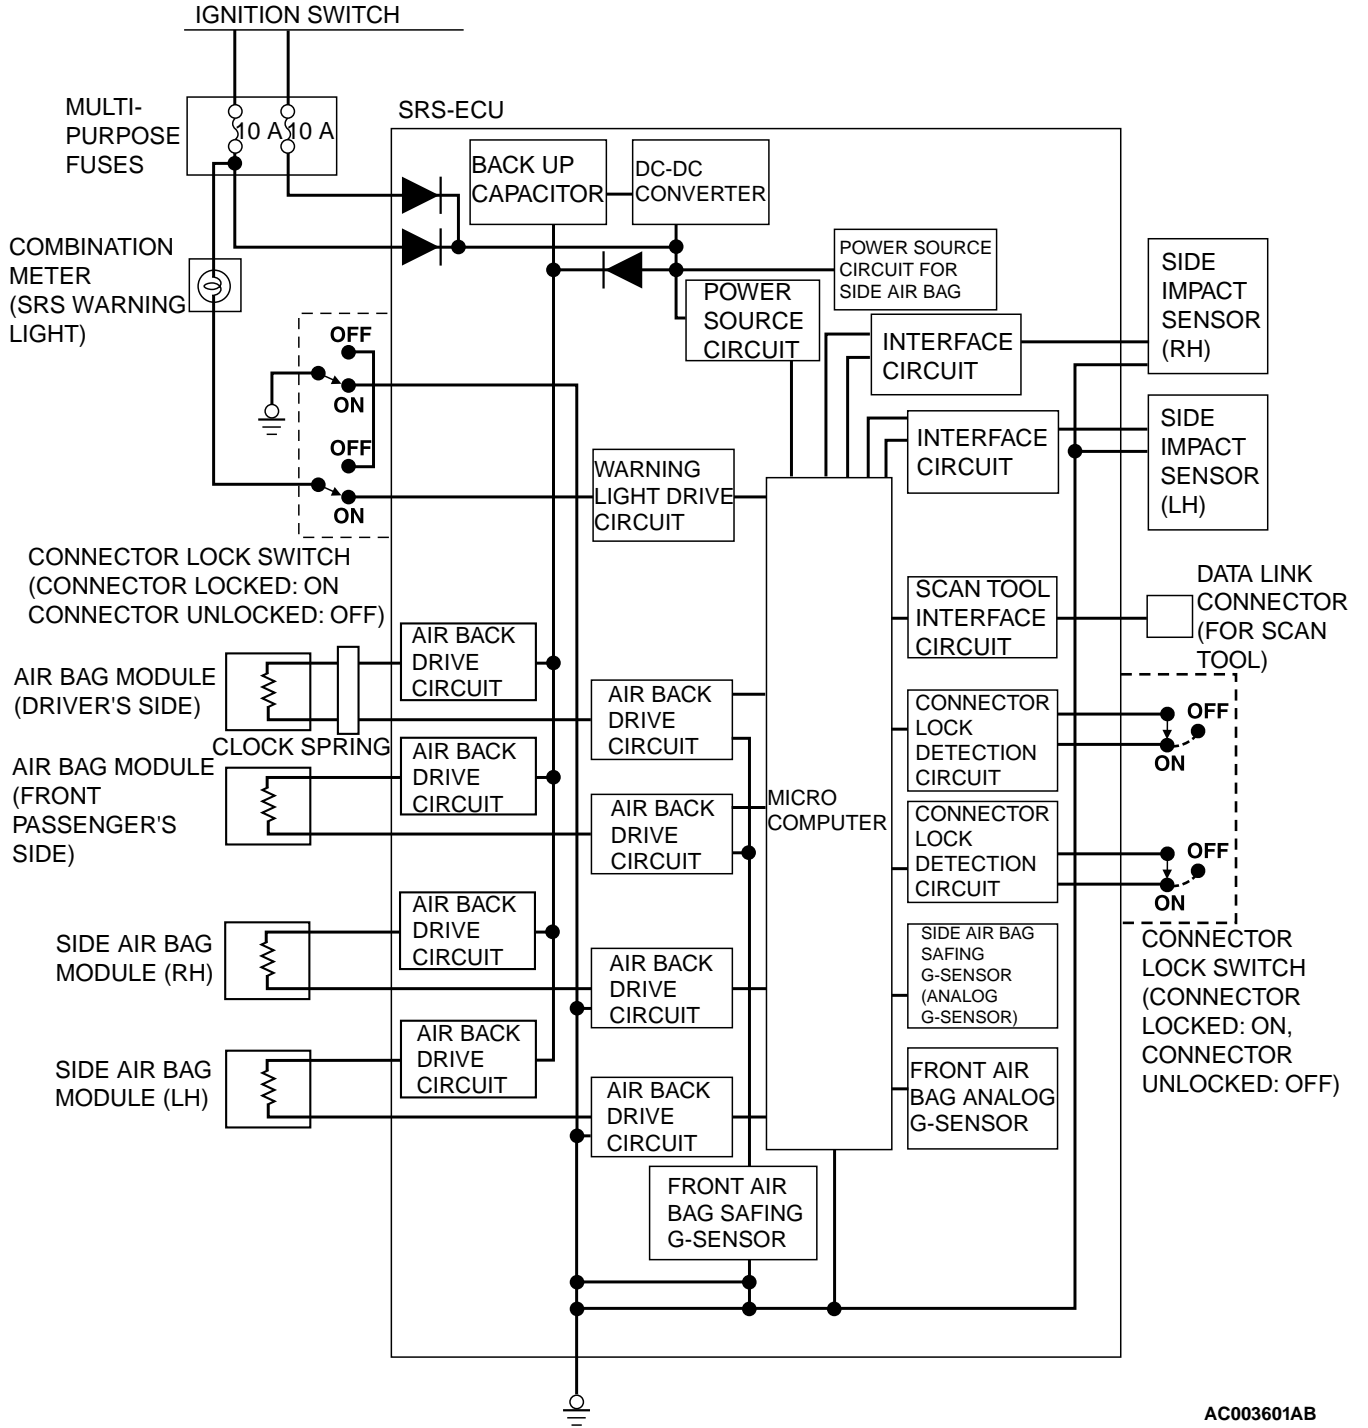 IGNITION SWITCH
MULTI-
PURPOSE
FUSES
10 A
10 A
SRS-ECU
BACK UP
CAPACITOR
DC-DC
CONVERTER
COMBINATION
METER
(SRS WARNING
LIGHT)
POWER SOURCE
CIRCUIT FOR
SIDE AIR BAG
POWER
SOURCE
CIRCUIT
INTERFACE
CIRCUIT
SIDE
IMPACT
SENSOR
(RH)
OFF
ON
OFF
ON
INTERFACE
CIRCUIT
SIDE
IMPACT
SENSOR
(LH)
WARNING
LIGHT DRIVE
CIRCUIT
CONNECTOR LOCK SWITCH
(CONNECTOR LOCKED: ON
CONNECTOR UNLOCKED: OFF)
SCAN TOOL
INTERFACE
CIRCUIT
DATA LINK
CONNECTOR
(FOR SCAN
TOOL)
AIR BAG MODULE
(DRIVER'S SIDE)
CLOCK SPRING
AIR BACK
DRIVE
CIRCUIT
AIR BACK
DRIVE
CIRCUIT
CONNECTOR
LOCK
DETECTION
CIRCUIT
OFF
ON
AIR BAG MODULE
(FRONT
PASSENGER'S
SIDE)
AIR BACK
DRIVE
CIRCUIT
AIR BACK
DRIVE
CIRCUIT
MICRO
COMPUTER
CONNECTOR
LOCK
DETECTION
CIRCUIT
OFF
ON
SIDE AIR BAG
MODULE (RH)
AIR BACK
DRIVE
CIRCUIT
AIR BACK
DRIVE
CIRCUIT
SIDE AIR BAG
SAFING
G-SENSOR
(ANALOG
G-SENSOR)
CONNECTOR
LOCK SWITCH
(CONNECTOR
LOCKED: ON,
CONNECTOR
UNLOCKED: OFF)
SIDE AIR BAG
MODULE (LH)
AIR BACK
DRIVE
CIRCUIT
AIR BACK
DRIVE
CIRCUIT
FRONT AIR
BAG ANALOG
G-SENSOR
FRONT AIR
BAG SAFING
G-SENSOR
AC003601AB